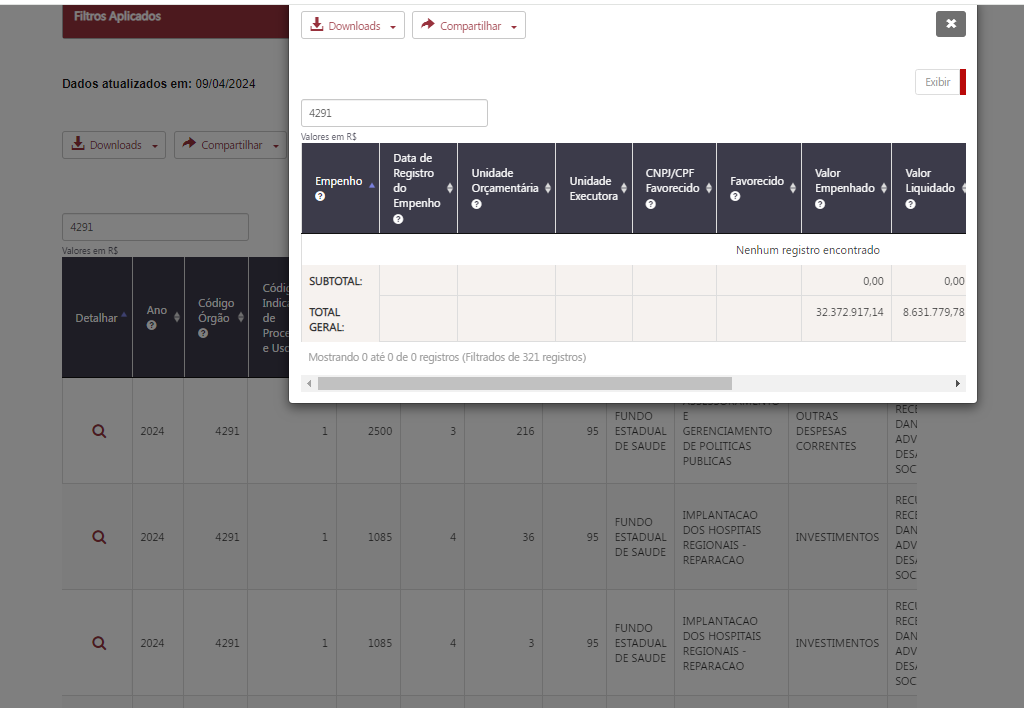 Filtros Aplicados
Downloads
Compartilhar
Dados atualizados em: 09/04/2024
Exibir
4291
Valores em R$
Downloads
Compartilhar
Empenho
Data de
Registro
do
Empenho
Unidade
Orçamentária
Unidade
Executora
CNPJ/CPF
Favorecido
Favorecido
Valor
Empenhado
Valor
Liquidado
Nenhum registro encontrado
SUBTOTAL: 0,00 0,00
TOTAL
GERAL: 32.372.917,14 8.631.779,78
Mostrando 0 até 0 de 0 registros (Filtrados de 321 registros)
4291
Valores em R$
Detalhar
Ano
Código
Órgão
de
e
2024 4291 1 2500 3 216 95
FUNDO
ESTADUAL
DE SAUDE
E
GERENCIAMENTO
DE POLITICAS
PUBLICAS
OUTRAS
DESPESAS
CORRENTES
2024 4291 1 1085 4 36 95
FUNDO
ESTADUAL
DE SAUDE
IMPLANTACAO
DOS HOSPITAIS
REGIONAIS -
REPARACAO
INVESTIMENTOS
2024 4291 1 1085 4 3 95
FUNDO
ESTADUAL
DE SAUDE
IMPLANTACAO
DOS HOSPITAIS
REGIONAIS -
REPARACAO
INVESTIMENTOS